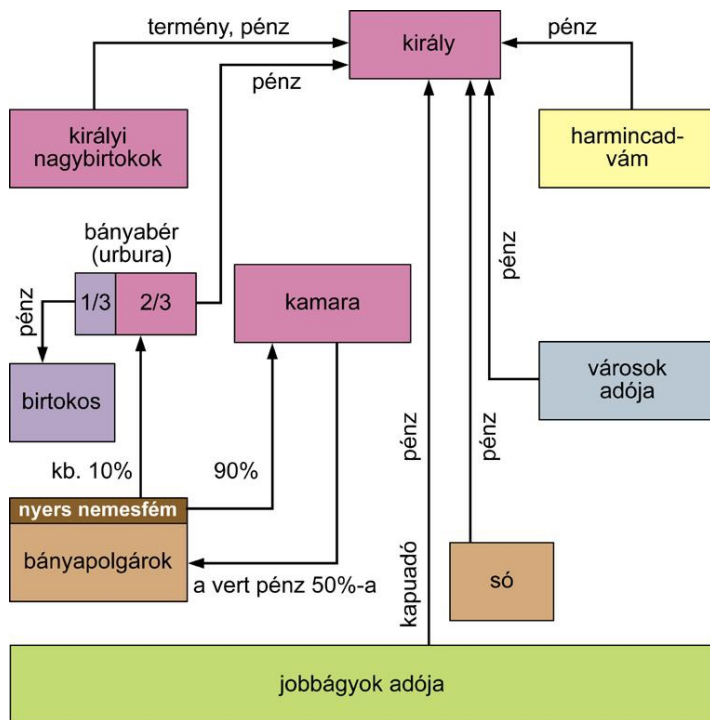 termény, pénz
király
pénz
pénz
királyi
nagybirtokok
harmincad-
vám
bányabér
(urbura)
1/3
2/3
pénz
kamara
pénz
birtokos
városok
adója
kb. 10%
90%
pénz
pénz
nyers nemesfém
bányapolgárok
a vert pénz 50%-a
kapuadó
só
jobbágyok adója